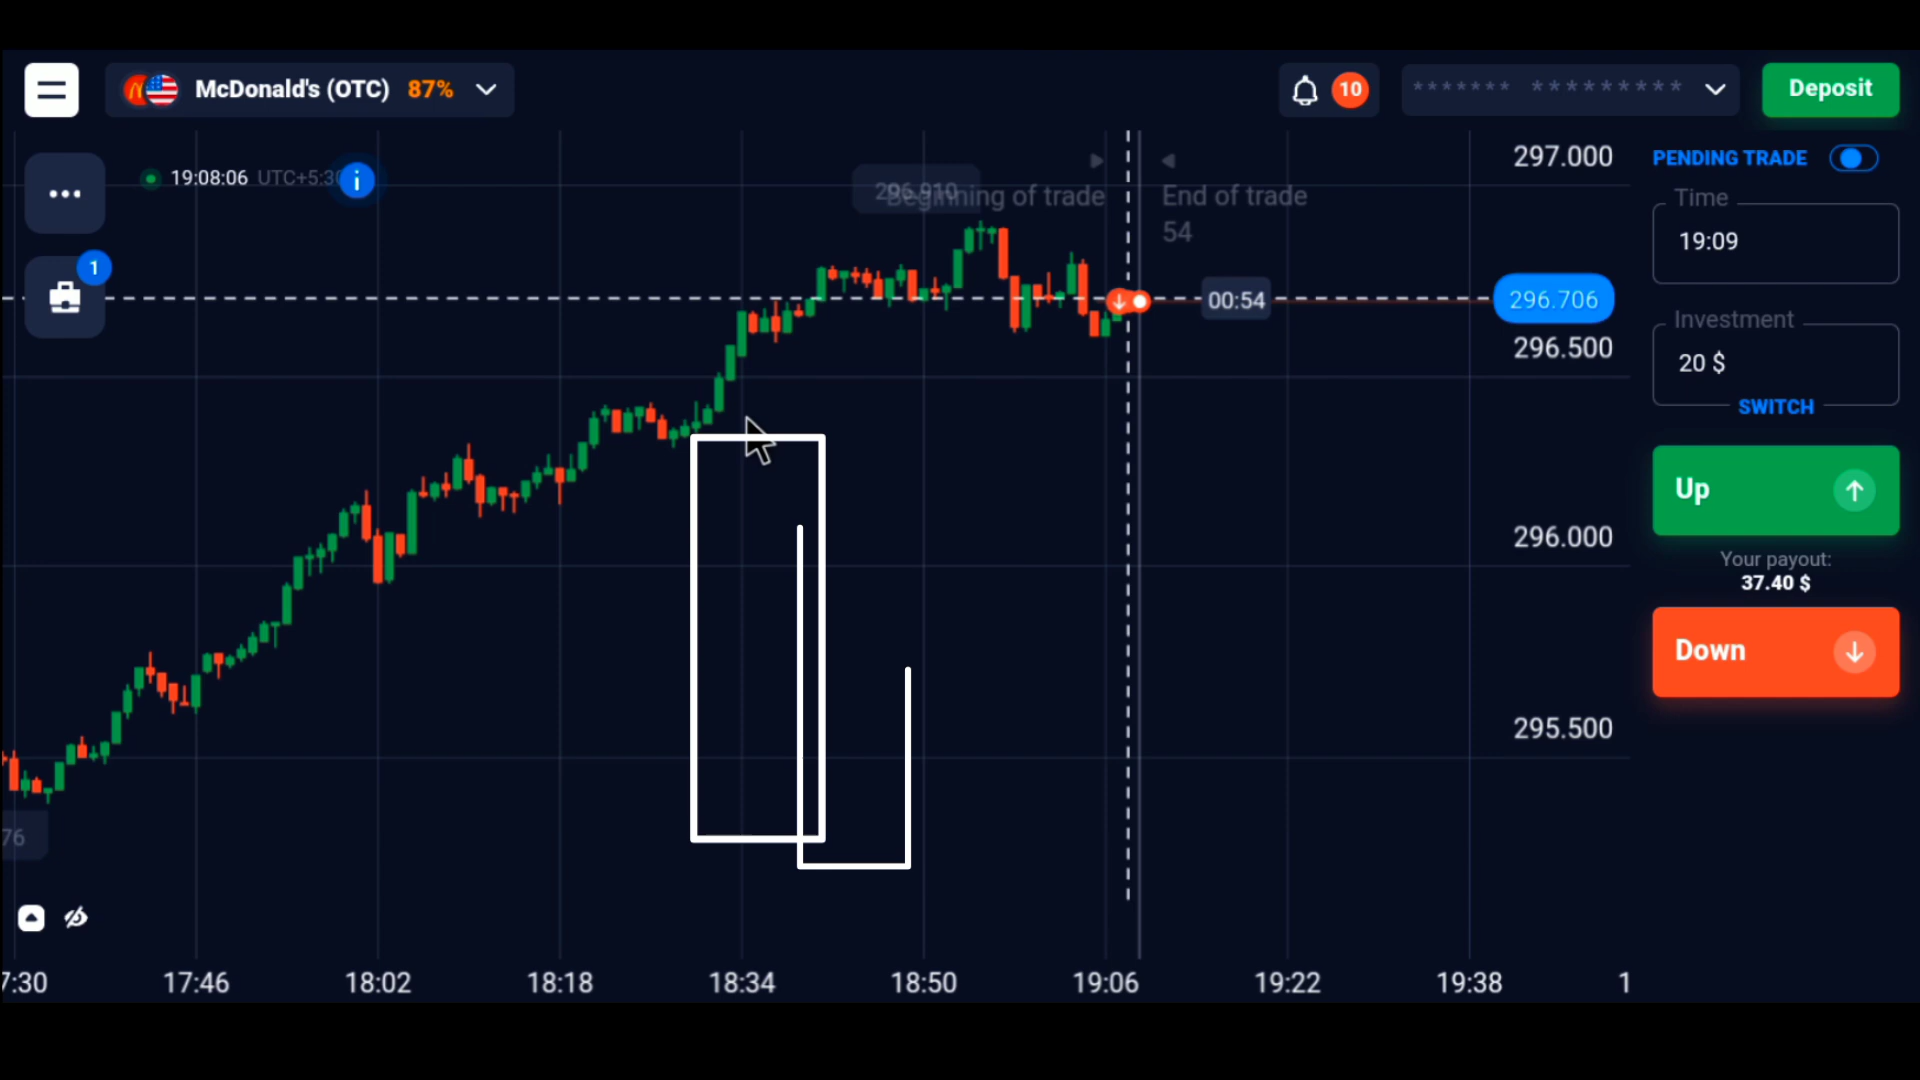 McDonald's (OTC) 87%
10
******* *********
Deposit
19:08:06 UTC+5:30
i
1
296.910
Beginning of trade
End of trade
54
00:54
297.000
296.706
296.500
296.000
295.500
PENDING TRADE
Time
19:09
Investment
20 $
SWITCH
Up
Your payout:
37.40 $
Down
76
7:30 17:46 18:02 18:18 18:34 18:50 19:06 19:22 19:38 1